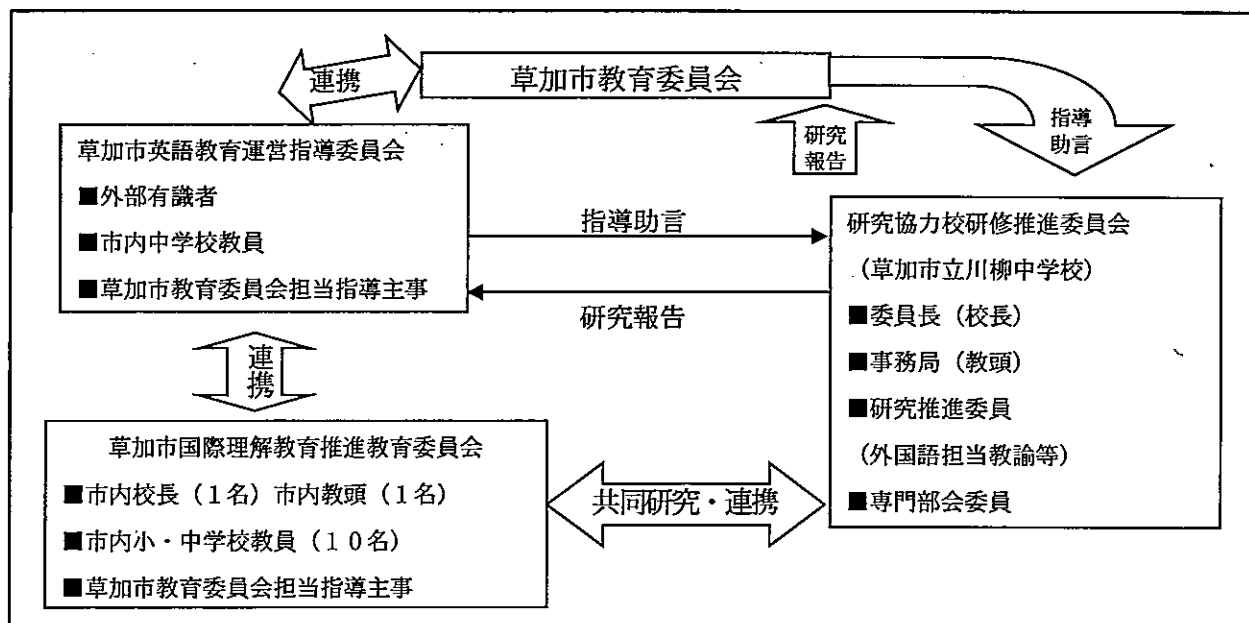 草加市教育委員会
連携
指導
助言
研究
報告
草加市英語教育運営指導委員会
■外部有識者
■市内中学校教員
■草加市教育委員会担当指導主事
指導助言
研究報告
研究協力校研修推進委員会
(草加市立川柳中学校)
■委員長(校長)
■事務局(教頭)
■研究推進委員
(外国語担当教諭等)
■専門部会委員
連
携
草加市国際理解教育推進教育委員会
■市内校長(1名)市内教頭(1名)
■市内小・中学校教員(10名)
■草加市教育委員会担当指導主事
共同研究・連携